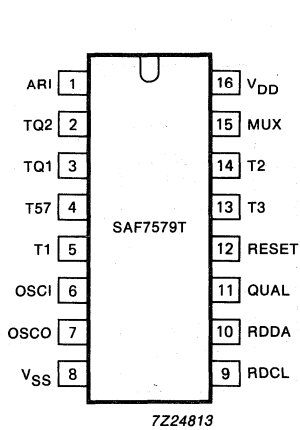 ARI 1 16 VDD
TQ2 2 15 MUX
TQ1 3 14 T2
T57 4 13 T3
SAF7579T
T1 5 12 RESET
OSCI 6 11 QUAL
OSCO 7 10 RDDA
VSS 8 9 RDCL
7Z24813